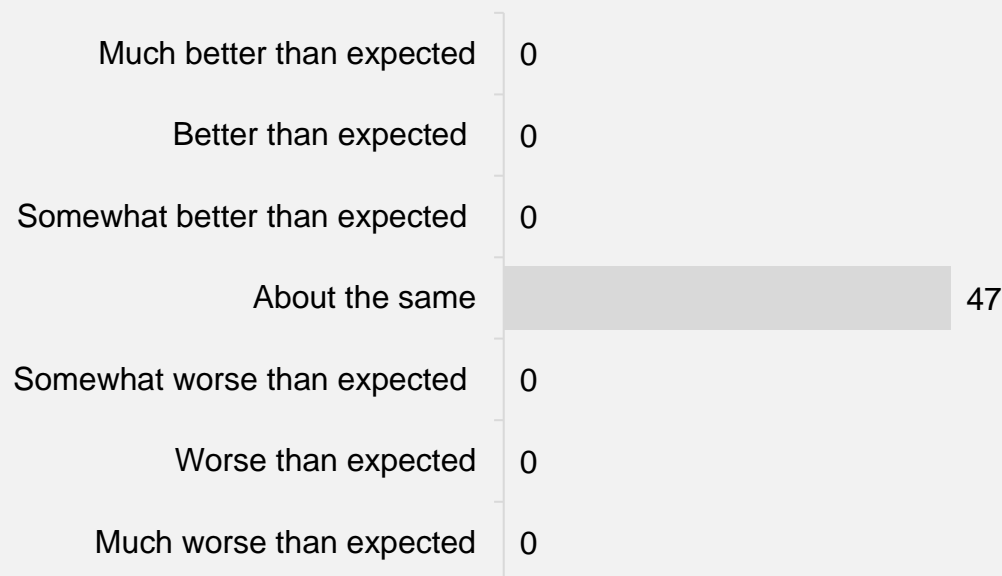 Much better than expected 0
Better than expected 0
Somewhat better than expected 0
About the same 47
Somewhat worse than expected 0
Worse than expected 0
Much worse than expected 0